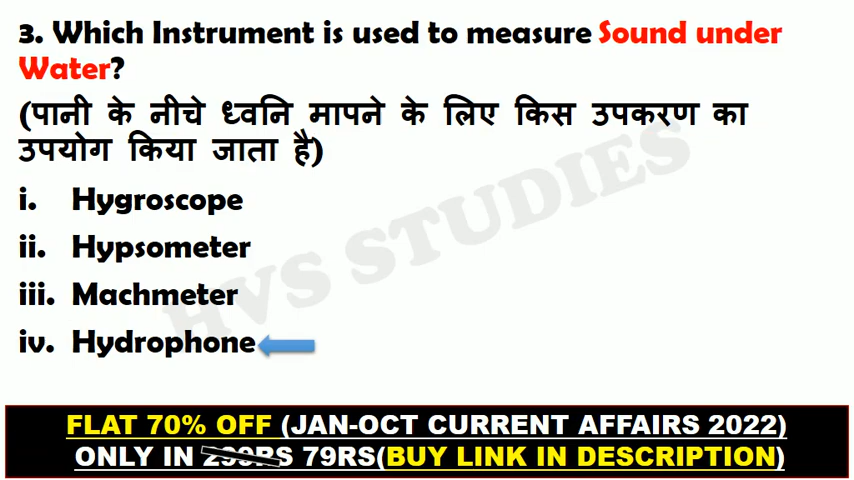 3. Which Instrument is used to measure Sound under
Water?
(पानी के नीचे ध्वनि मापने के लिए किस उपकरण का
उपयोग किया जाता है)
i. Hygroscope
ii. Hypsometer
iii. Machmeter
iv. Hydrophone
HVS STUDIES
FLAT 70% OFF (JAN-OCT CURRENT AFFAIRS 2022)
ONLY IN 299RS 79RS(BUY LINK IN DESCRIPTION)